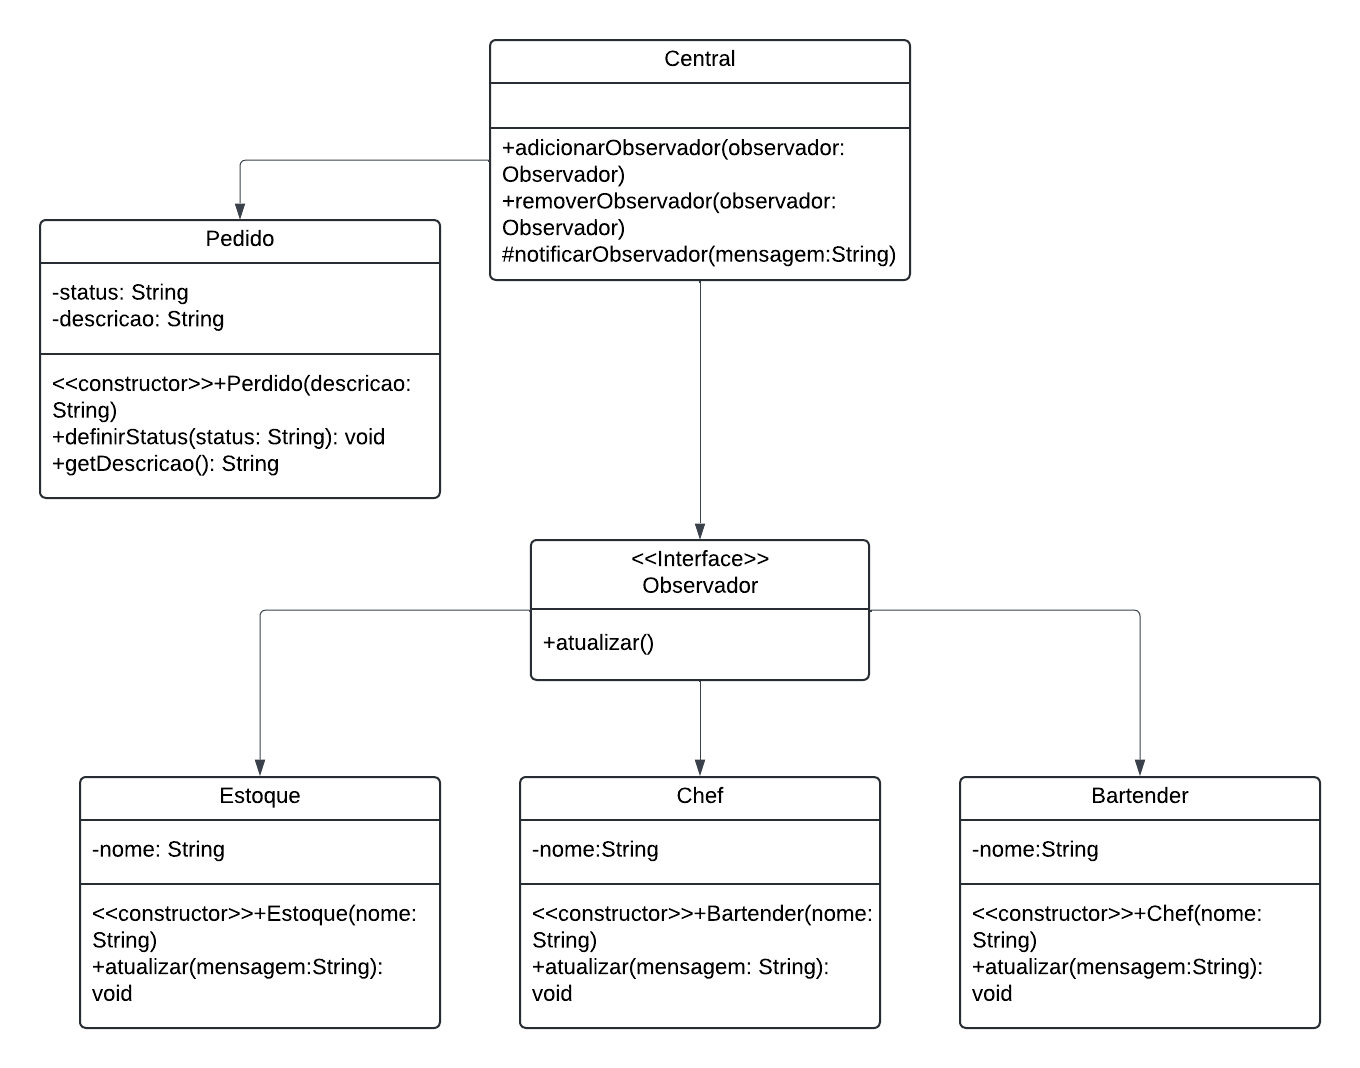 Central
+adicionarObservador(observador:
Observador)
+removerObservador(observador:
Observador)
#notificarObservador(mensagem:String)
Pedido
-status: String
-descricao: String
<<constructor>>+Perdido(descricao:
String)
+definirStatus(status: String): void
+getDescricao(): String
<<Interface>>
Observador
+atualizar()
Estoque
-nome: String
<<constructor>>+Estoque(nome:
String)
+atualizar(mensagem:String):
void
Chef
-nome:String
<<constructor>>+Bartender(nome:
String)
+atualizar(mensagem: String):
void
Bartender
-nome:String
<<constructor>>+Chef(nome:
String)
+atualizar(mensagem:String):
void